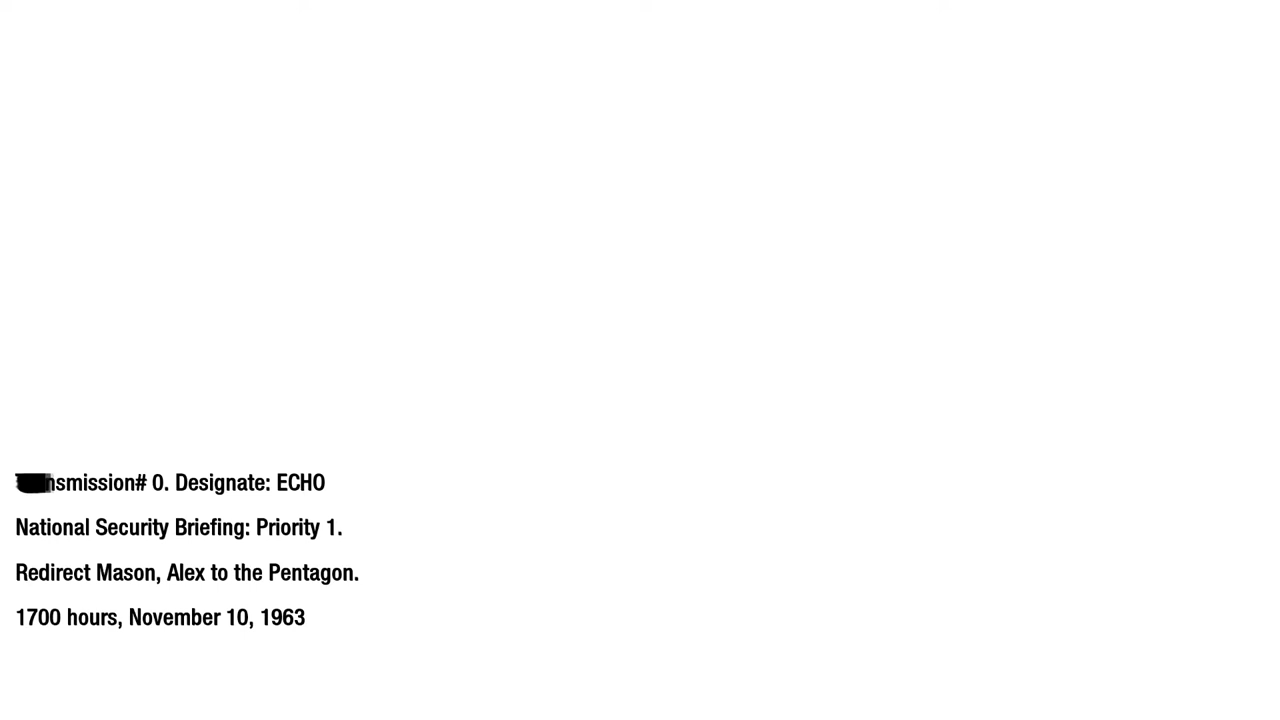 Transmission# 0. Designate: ECHO
National Security Briefing: Priority 1.
Redirect Mason, Alex to the Pentagon.
1700 hours, November 10, 1963